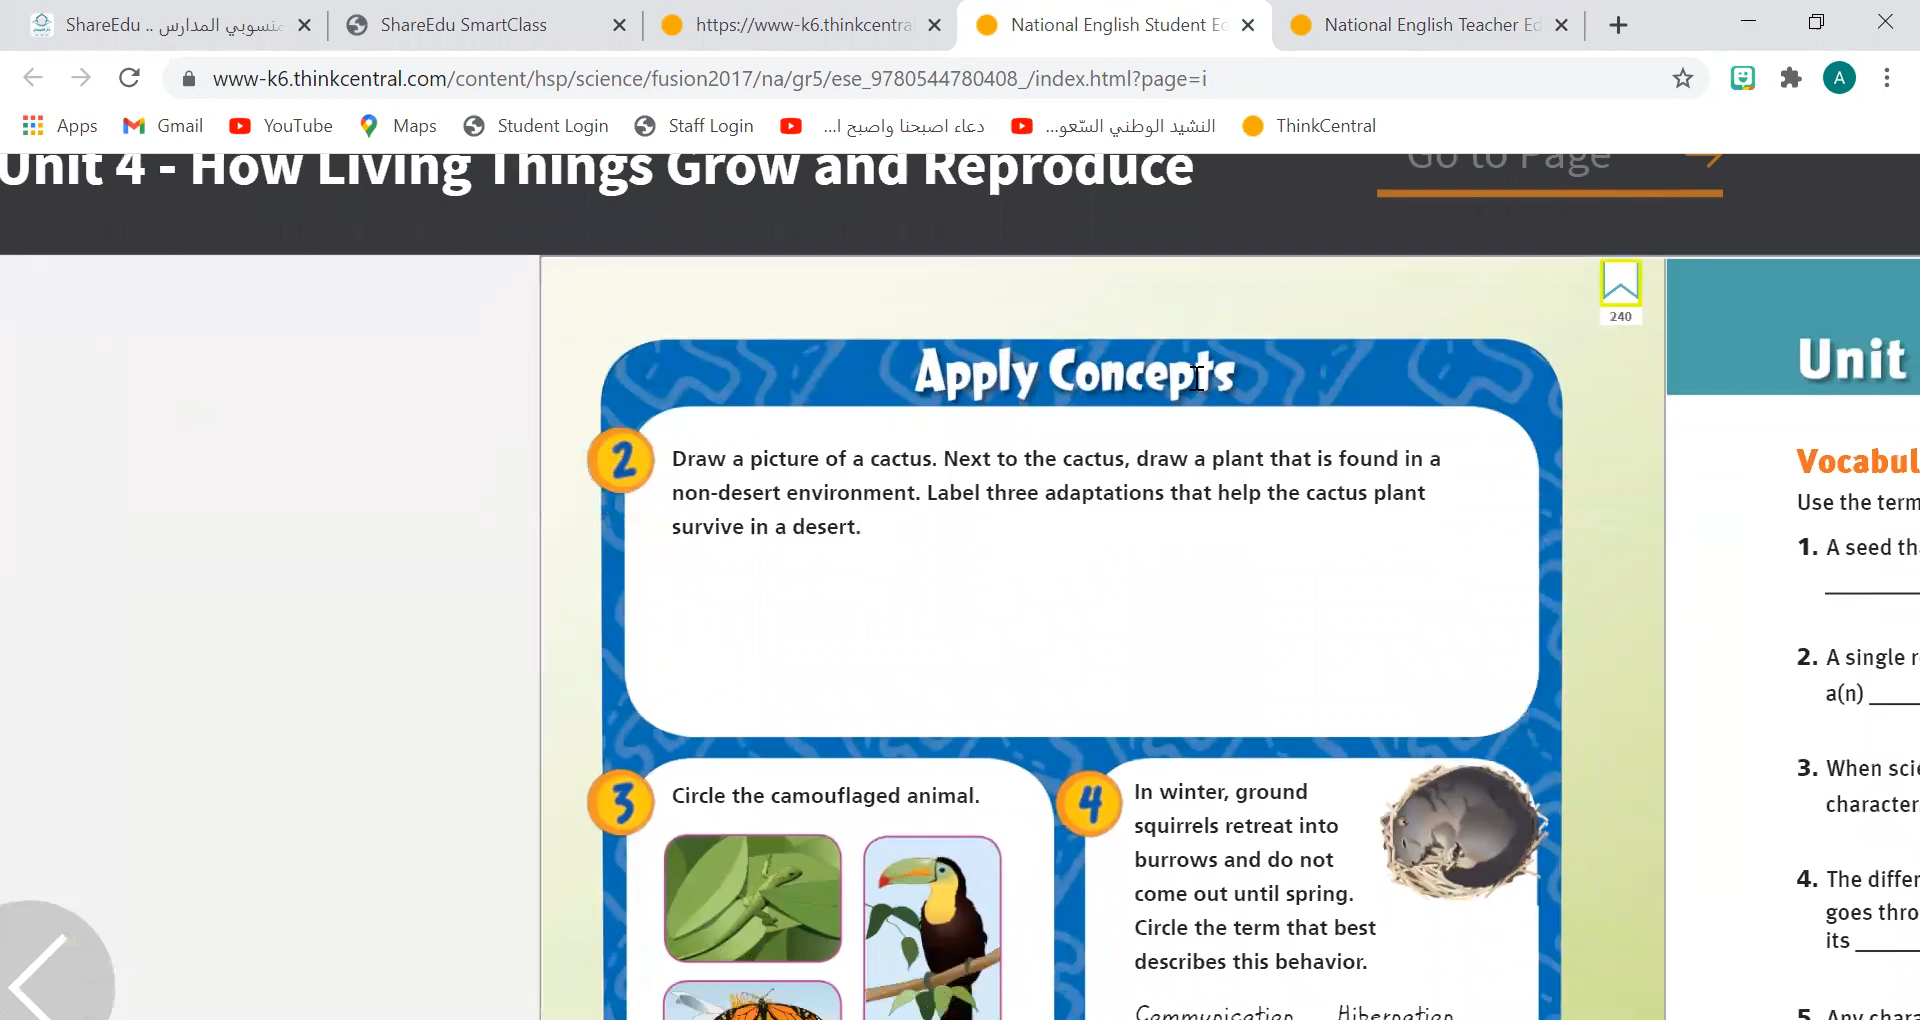 ShareEdu .. منسوبي المدارس
ShareEdu SmartClass
https://www-k6.thinkcentral
National English Student Ed
National English Teacher Ed
www-k6.thinkcentral.com/content/hsp/science/fusion2017/na/gr5/ese_9780544780408_/index.html?page=i
A
Apps
Gmail
YouTube
Maps
Student Login
Staff Login
دعاء اصبحنا واصبح ا...
النشيد الوطني السّعو...
ThinkCentral
Unit 4 - How Living Things Grow and Reproduce
Go to Page
240
Apply Concepts
2
Draw a picture of a cactus. Next to the cactus, draw a plant that is found in a
non-desert environment. Label three adaptations that help the cactus plant
survive in a desert.
3
Circle the camouflaged animal.
4
In winter, ground
squirrels retreat into
burrows and do not
come out until spring.
Circle the term that best
describes this behavior.
Communication Hibernation
Unit
Vocabul
Use the term
1. A seed tha
2. A single r
a(n)
3. When scie
character
4. The differ
goes thro
its
5. Any chara